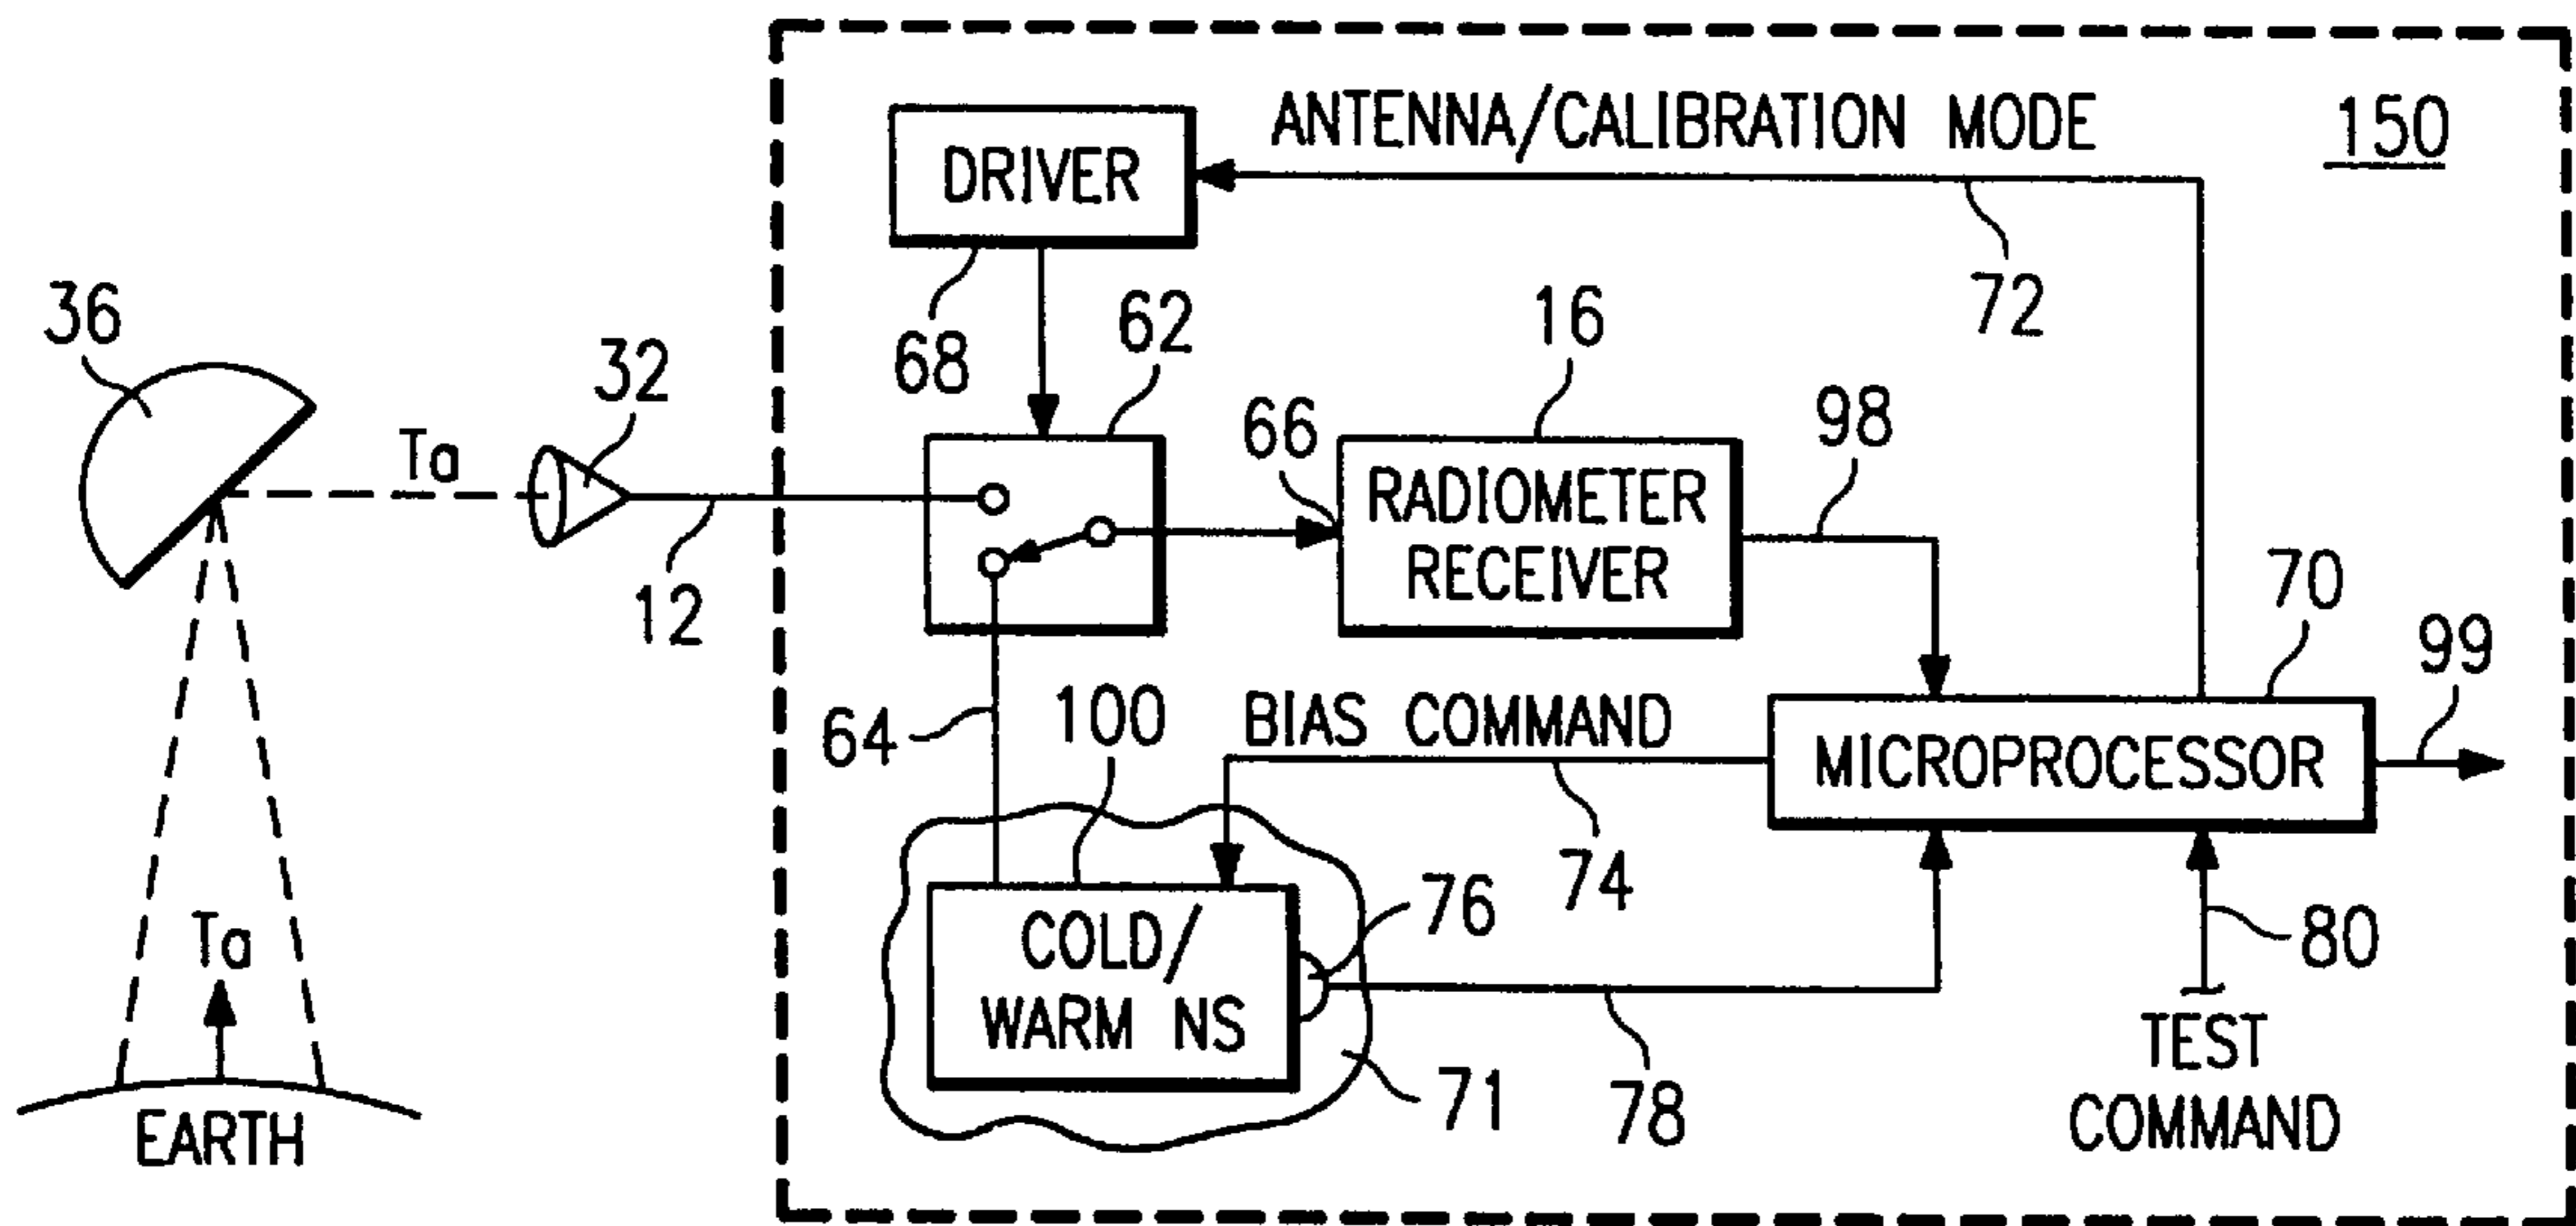 ANTENNA/CALIBRATION MODE
150
DRIVER
72
36
32
68
62
16
98
Ta
66
RADIOMETER
RECEIVER
12
70
99
64
100
BIAS COMMAND
MICROPROCESSOR
74
76
80
Ta
COLD/
WARM NS
71
78
TEST
COMMAND
EARTH